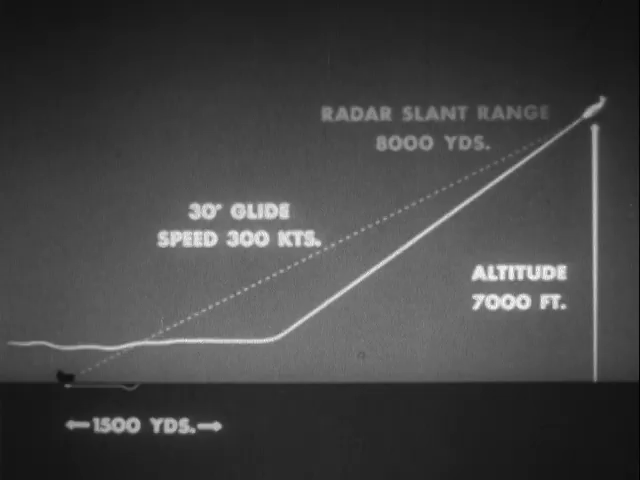 RADAR SLANT RANGE
8000 YDS.
30° GLIDE
SPEED 300 KTS.
ALTITUDE
7000 FT.
1500 YDS.